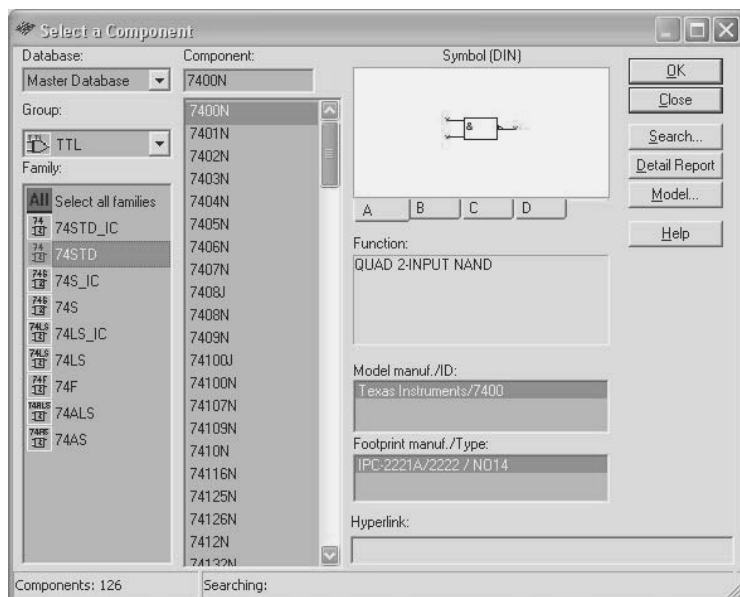 Select a Component
Database:
Master Database
Group:
TTL
Family:
All Select all families
74STD_IC
74STD
74S_IC
74S
74LS_IC
74LS
74F
74ALS
74AS
Component:
7400N
7400N
7401N
7402N
7403N
7404N
7405N
7406N
7407N
7408J
7408N
7409N
74100J
74100N
74107N
74109N
7410N
74116N
74125N
74126N
7412N
74132N
Symbol (DIN)
&
A B C D
Function:
QUAD 2-INPUT NAND
Model manuf./ID:
Texas Instruments/7400
Footprint manuf./Type:
IPC-2221A/2222 / NO14
Hyperlink:
OK
Close
Search...
Detail Report
Model...
Help
Components: 126
Searching: